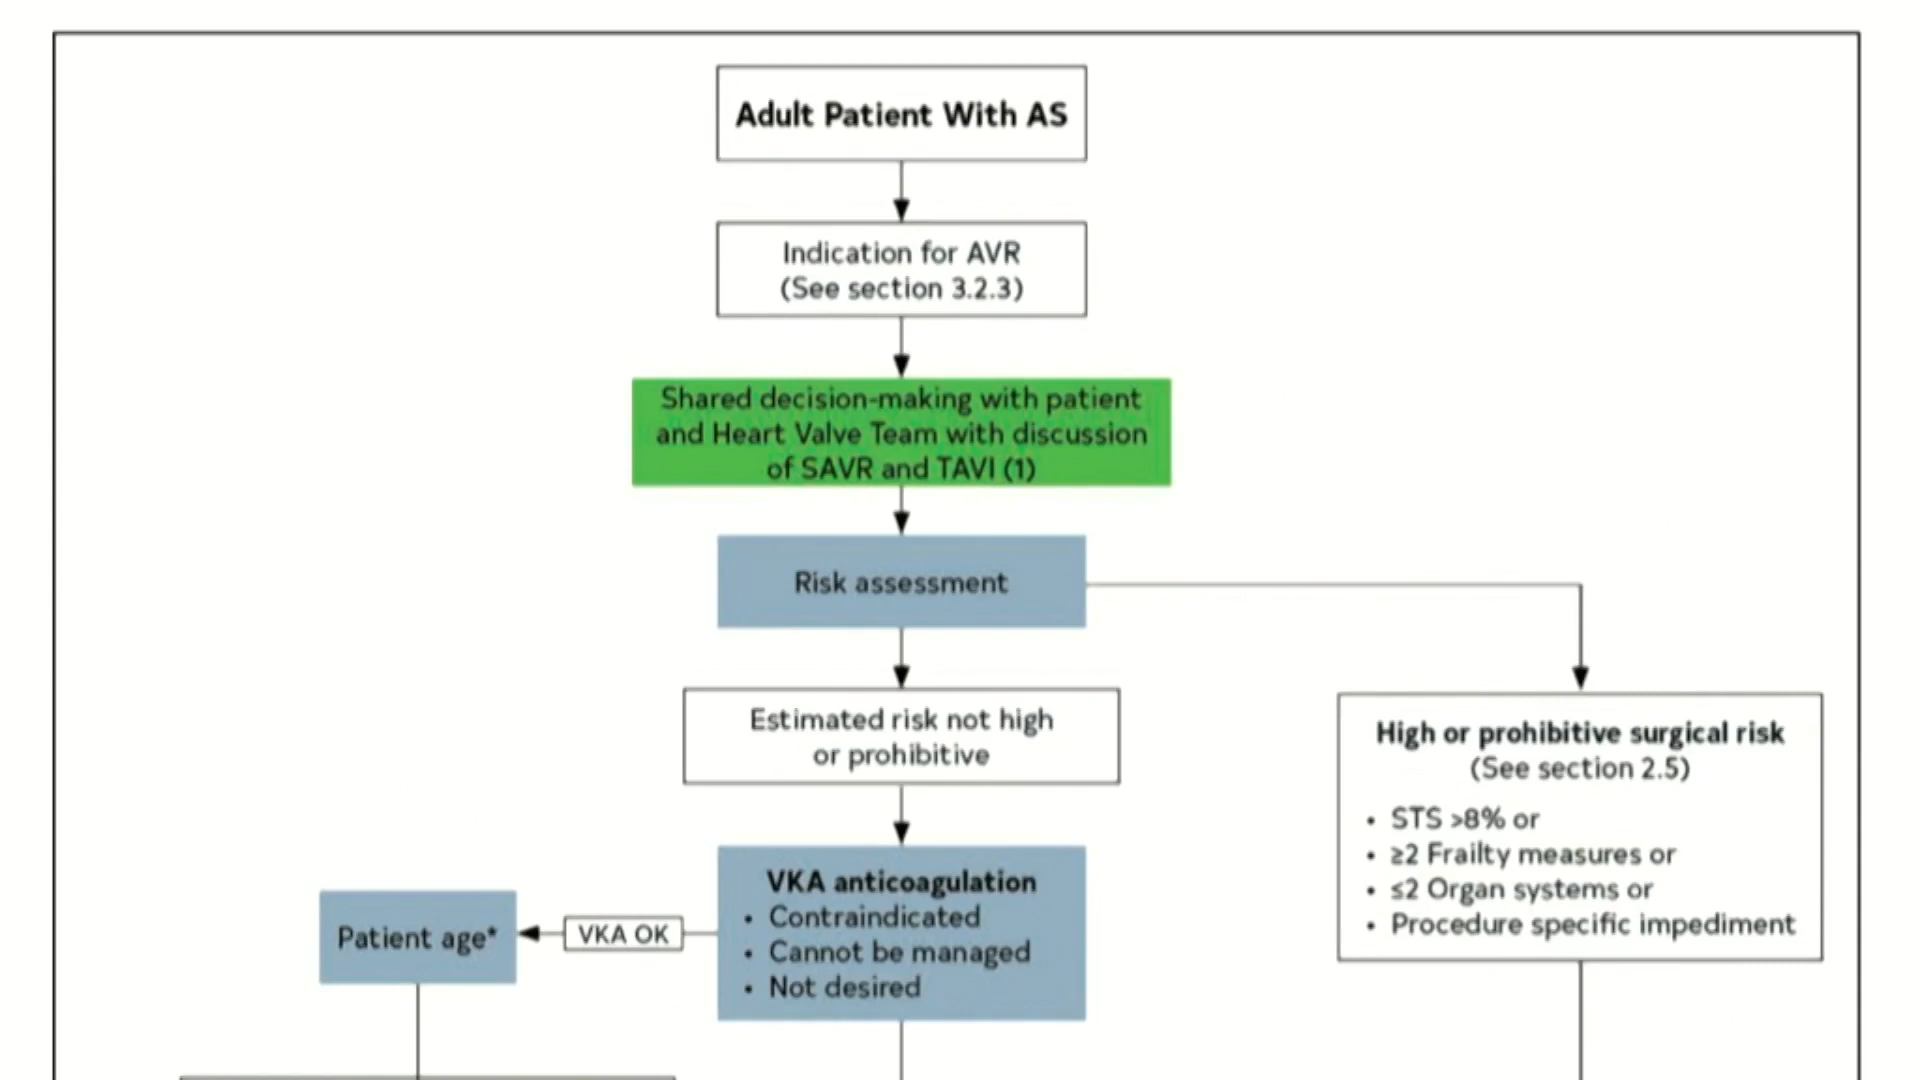 Adult Patient With AS
Indication for AVR
(See section 3.2.3)
Shared decision-making with patient
and Heart Valve Team with discussion
of SAVR and TAVI (1)
Risk assessment
Estimated risk not high
or prohibitive
High or prohibitive surgical risk
(See section 2.5)
• STS >8% or
• ≥2 Frailty measures or
• ≤2 Organ systems or
• Procedure specific impediment
VKA anticoagulation
• Contraindicated
• Cannot be managed
• Not desired
VKA OK
Patient age*